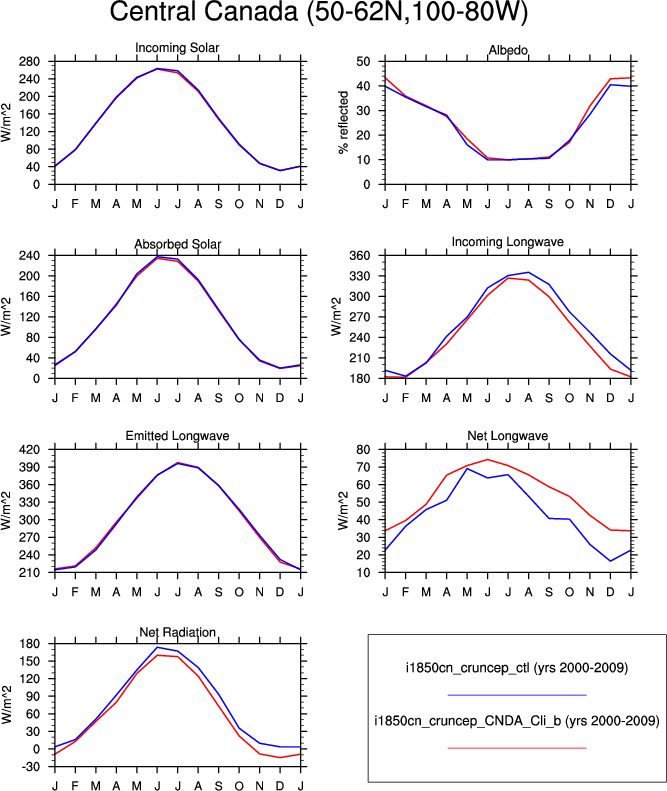 Central Canada (50-62N,100-80W)
Incoming Solar
W/m^2
280
240
200
160
120
80
40
0
J F M A M J J A S O N D J
Albedo
% reflected
50
40
30
20
10
0
J F M A M J J A S O N D J
Absorbed Solar
W/m^2
240
200
160
120
80
40
0
J F M A M J J A S O N D J
Incoming Longwave
W/m^2
360
330
300
270
240
210
180
J F M A M J J A S O N D J
Emitted Longwave
W/m^2
420
390
360
330
300
270
240
210
J F M A M J J A S O N D J
Net Longwave
W/m^2
80
70
60
50
40
30
20
10
J F M A M J J A S O N D J
Net Radiation
W/m^2
180
150
120
90
60
30
0
-30
J F M A M J J A S O N D J
i1850cn_cruncep_ctl (yrs 2000-2009)
i1850cn_cruncep_CNDA_Cli_b (yrs 2000-2009)